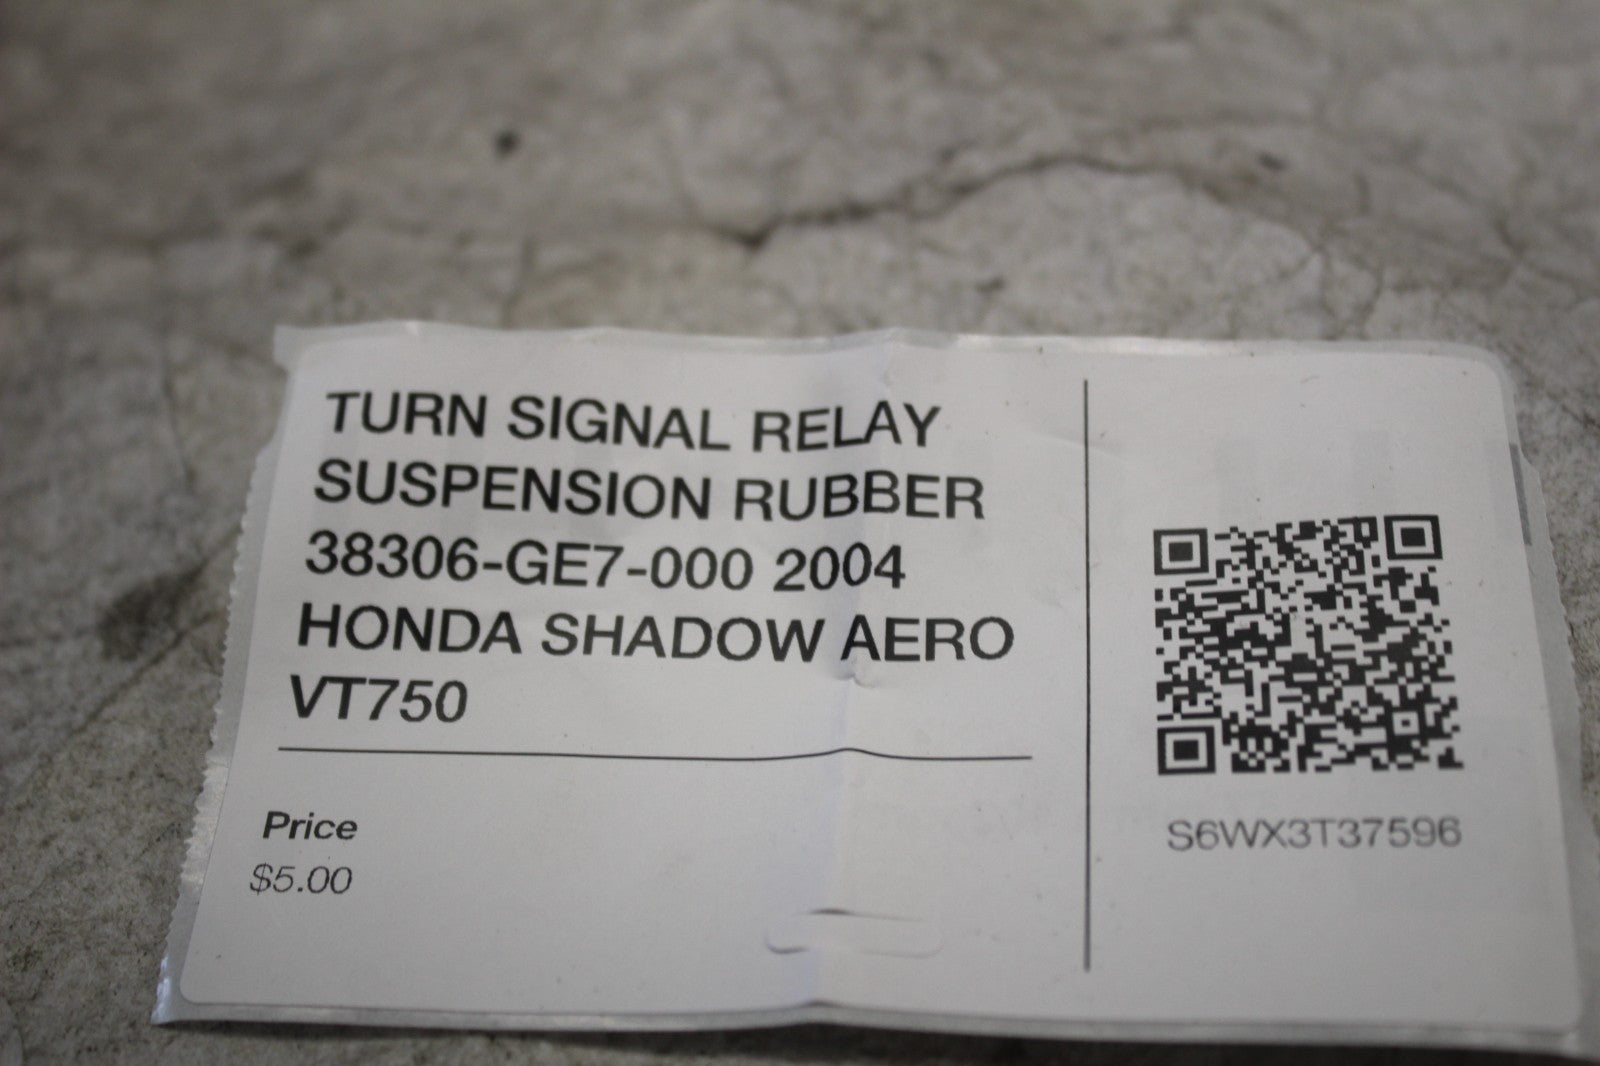 TURN SIGNAL RELAY
SUSPENSION RUBBER
38306-GE7-000 2004
HONDA SHADOW AERO
VT750
Price
$5.00
S6WX3T37596